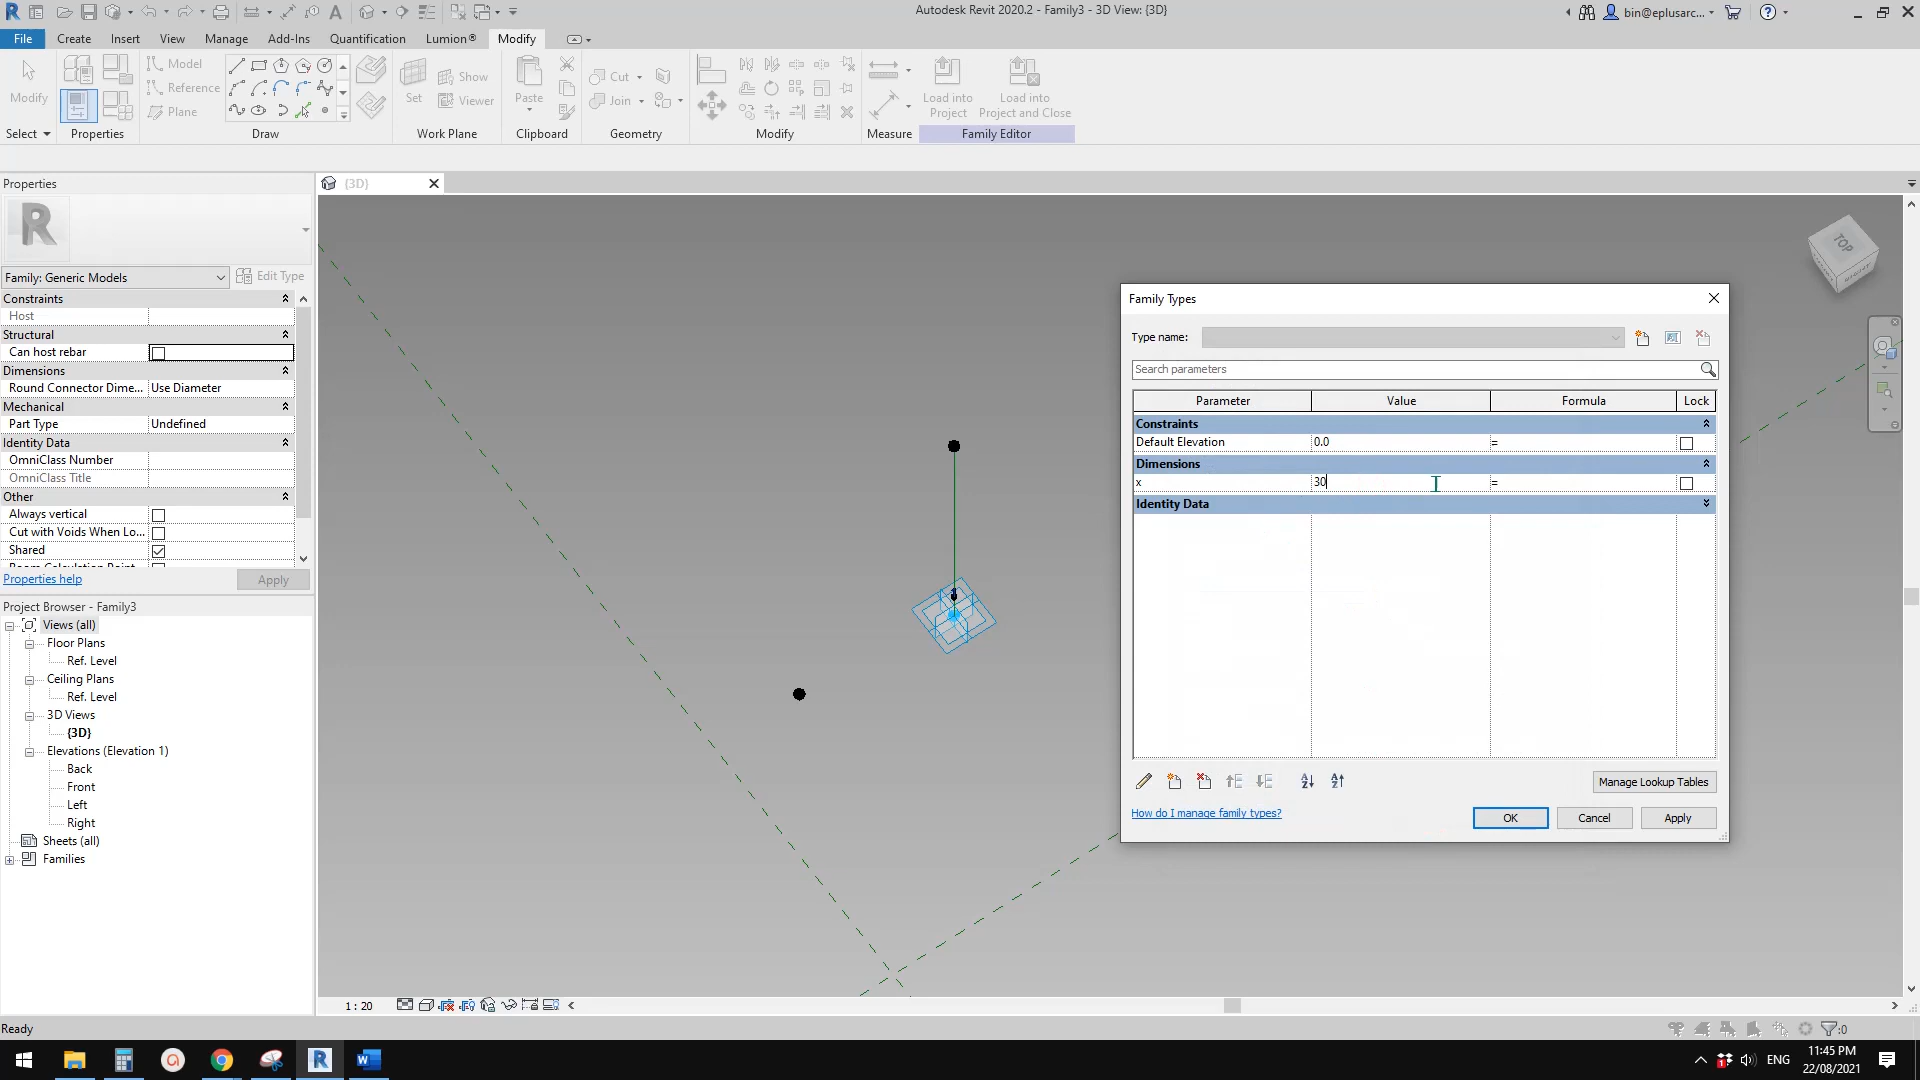 Autodesk Revit 2020.2 - Family3 - 3D View: {3D}
bin@eplusarc...
File
Create
Insert
View
Manage
Add-Ins
Quantification
Lumion®
Modify
Modify
Select
Properties
Model
Reference
Plane
Draw
Set
Show
Viewer
Work Plane
Paste
Clipboard
Cut
Join
Geometry
Modify
Measure
Load into
Project
Load into
Project and Close
Family Editor
Properties
{3D}
Family: Generic Models
Edit Type
Constraints
Host
Structural
Can host rebar
Dimensions
Round Connector Dime...
Use Diameter
Mechanical
Part Type
Undefined
Identity Data
OmniClass Number
OmniClass Title
Other
Always vertical
Cut with Voids When Lo...
Shared
Properties help
Apply
Project Browser - Family3
Views (all)
Floor Plans
Ref. Level
Ceiling Plans
Ref. Level
3D Views
{3D}
Elevations (Elevation 1)
Back
Front
Left
Right
Sheets (all)
Families
TOP
Family Types
Type name:
Search parameters
Parameter
Value
Formula
Lock
Constraints
Default Elevation
0.0
=
Dimensions
x
30
=
Identity Data
Manage Lookup Tables
How do I manage family types?
OK
Cancel
Apply
1 : 20
Ready
:0
ENG
11:45 PM
22/08/2021